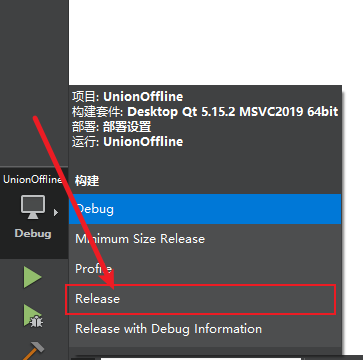 项目: UnionOffline
构建套件: Desktop Qt 5.15.2 MSVC2019 64bit
部署: 部署设置
运行: UnionOffline
UnionOffline
Debug
构建
Debug
Minimum Size Release
Profile
Release
Release with Debug Information